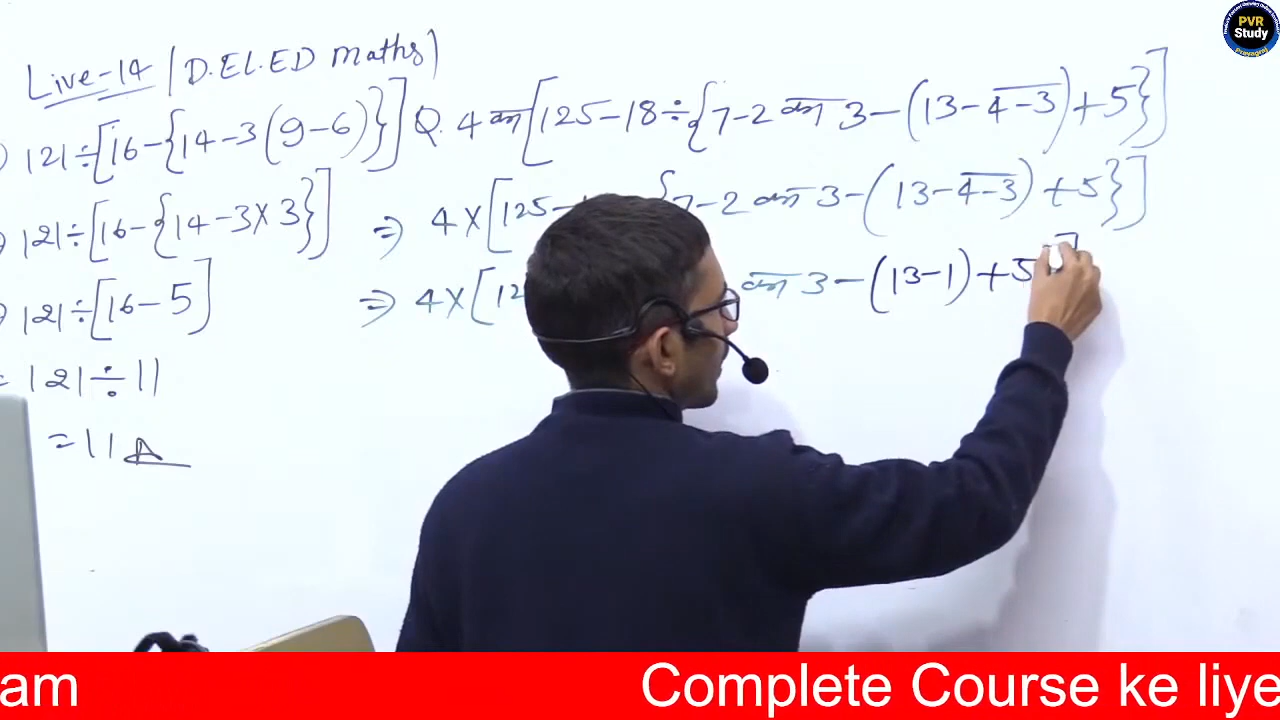 Live-14 (D.EL.ED Maths)
121÷[16-{14-3(9-6)}]
121÷[16-{14-3×3}]
121÷[16-5]
= 121÷11
=11 A
Q. 4 का [125-18÷{7-2 का 3-(13-4̅-̅3̅)+5}]
⇒ 4×[125- {7-2 का 3-(13-4̅-̅3̅)+5}]
⇒ 4×[12 का 3-(13-1)+5
PVR
Study
Prayagraj
am Complete Course ke liye